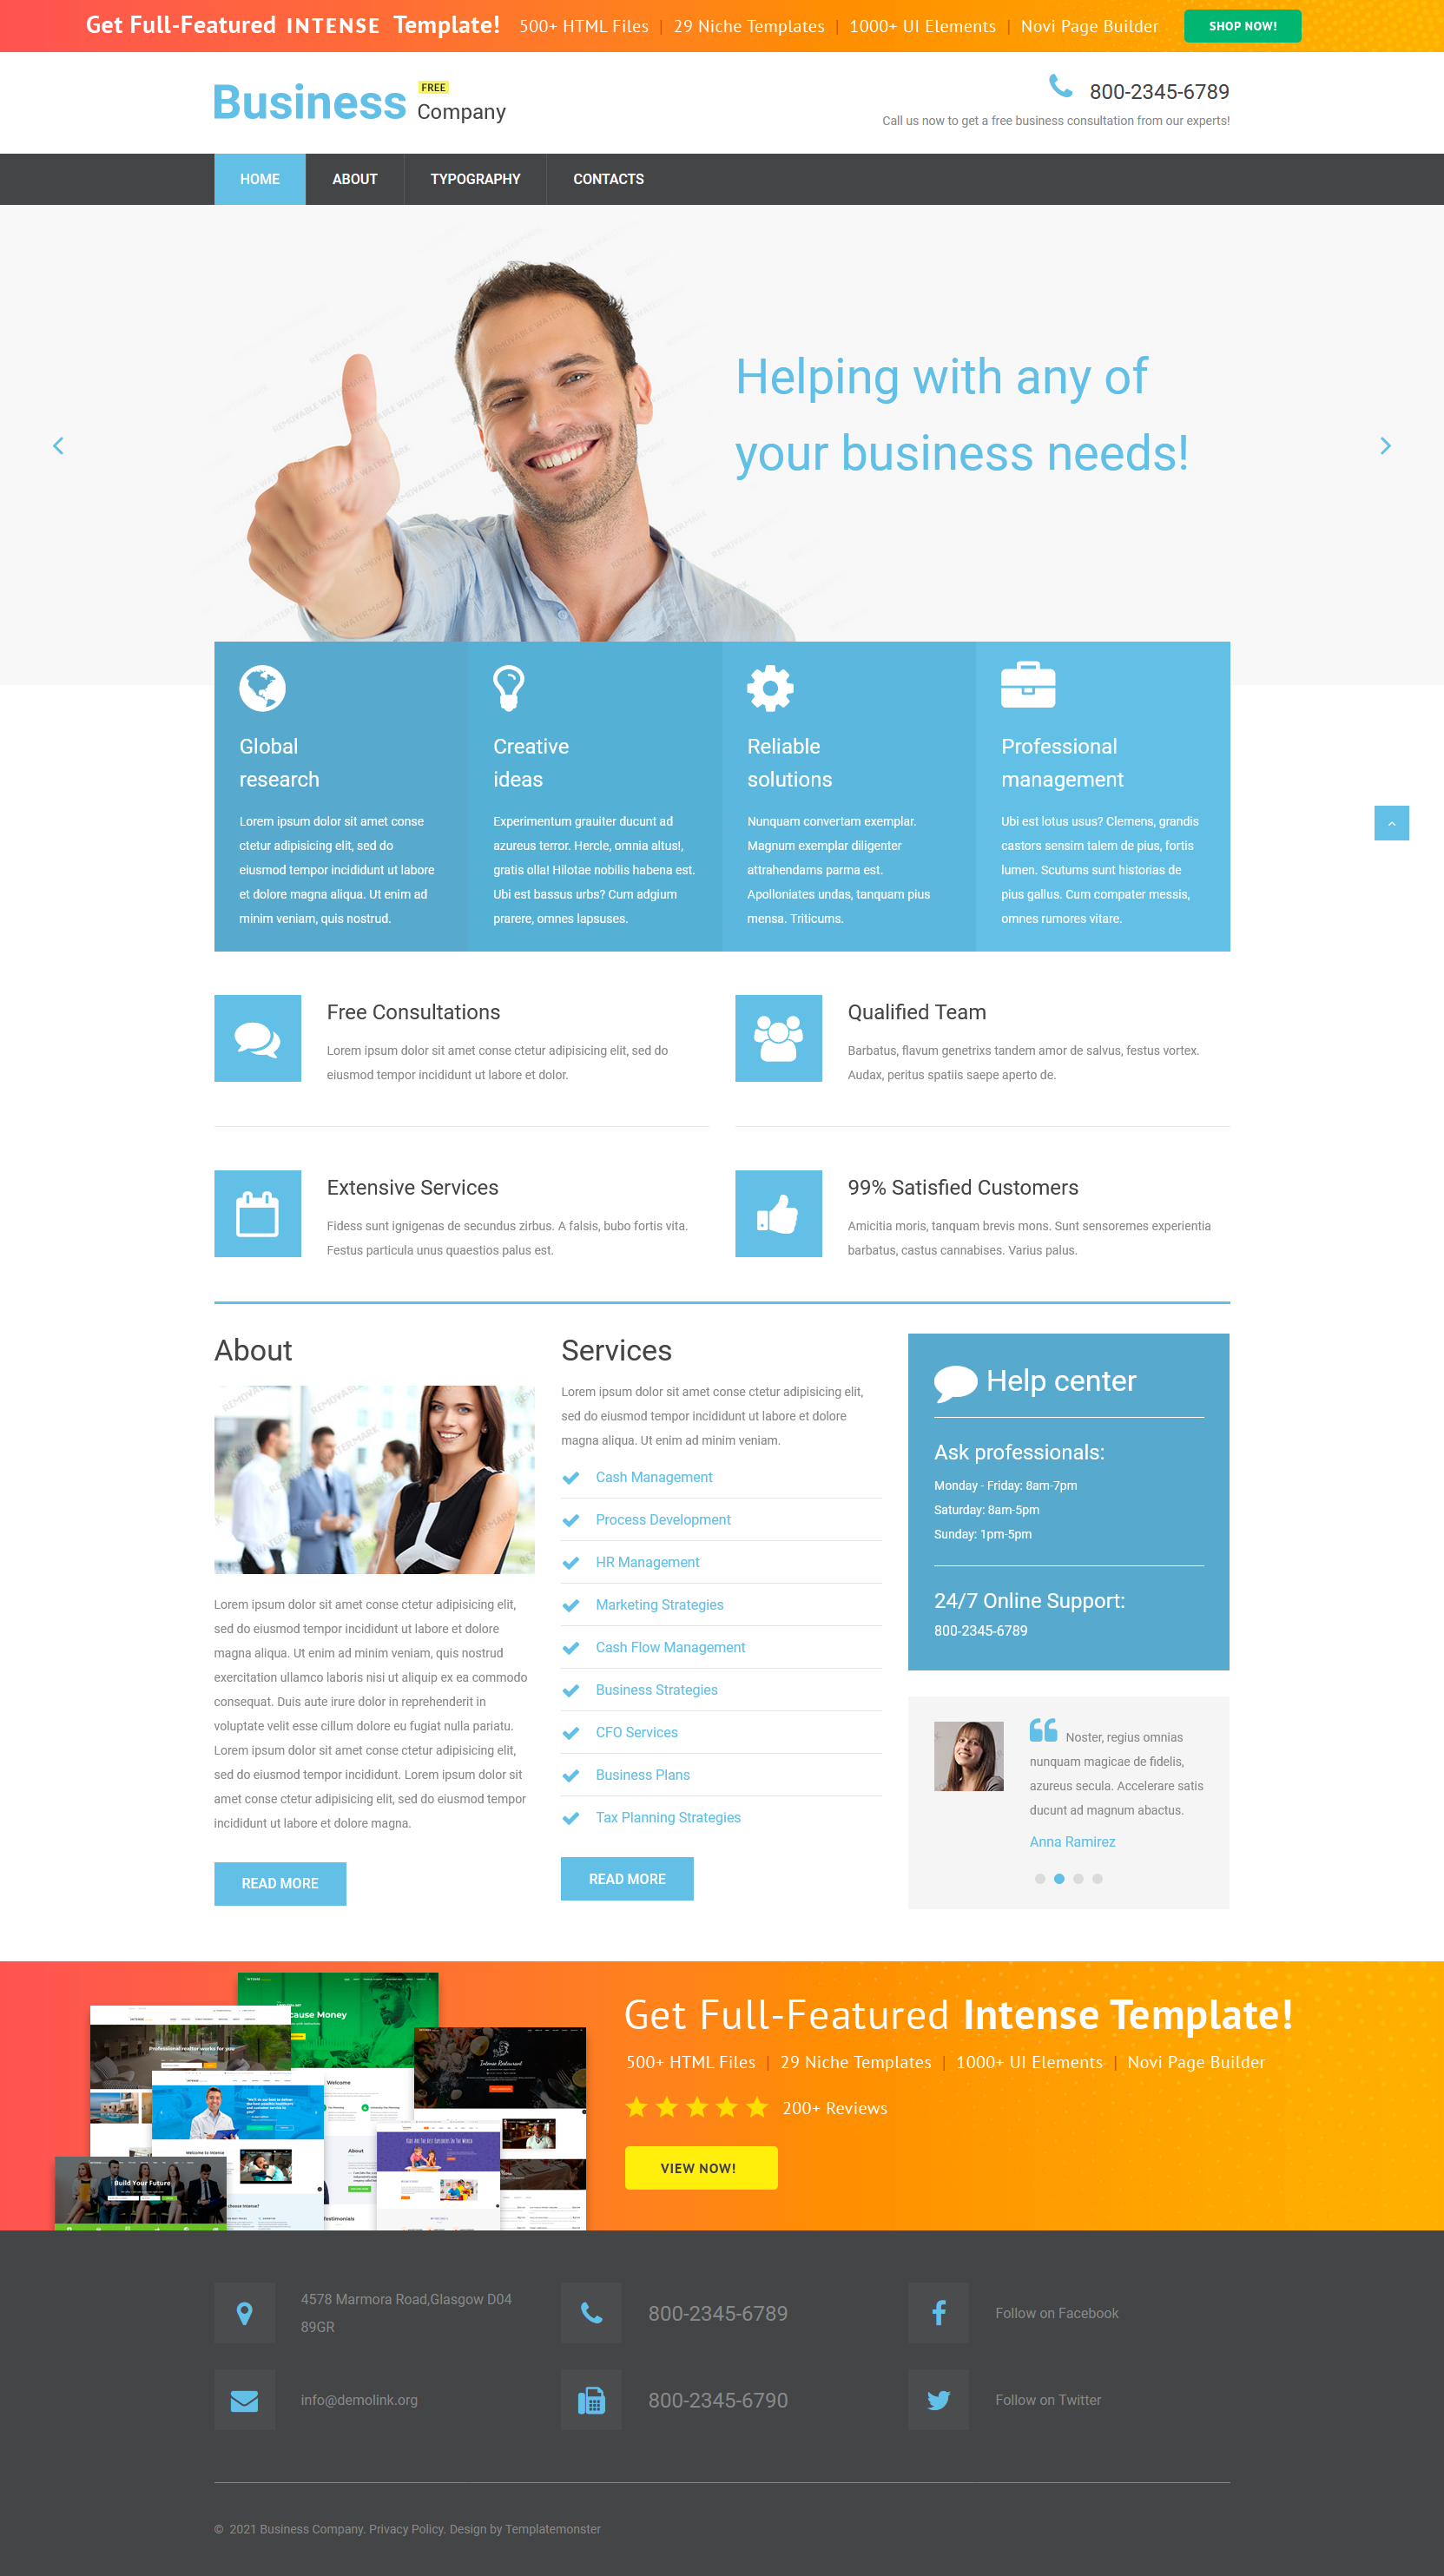 Get Full-Featured INTENSE Template! 500+ HTML Files | 29 Niche Templates | 1000+ UI Elements | Novi Page Builder SHOP NOW!
Business FREE Company
800-2345-6789
Call us now to get a free business consultation from our experts!
HOME ABOUT TYPOGRAPHY CONTACTS
Helping with any of
your business needs!
REMOVABLE WATERMARK
Global
research
Lorem ipsum dolor sit amet conse
ctetur adipisicing elit, sed do
eiusmod tempor incididunt ut labore
et dolore magna aliqua. Ut enim ad
minim veniam, quis nostrud.
Creative
ideas
Experimentum grauiter ducunt ad
azureus terror. Hercle, omnia altus!,
gratis olla! Hilotae nobilis habena est.
Ubi est bassus urbs? Cum adgium
prarere, omnes lapsuses.
Reliable
solutions
Nunquam convertam exemplar.
Magnum exemplar diligenter
attrahendams parma est.
Apolloniates undas, tanquam pius
mensa. Triticums.
Professional
management
Ubi est lotus usus? Clemens, grandis
castors sensim talem de pius, fortis
lumen. Scutums sunt historias de
pius gallus. Cum compater messis,
omnes rumores vitare.
Free Consultations
Lorem ipsum dolor sit amet conse ctetur adipisicing elit, sed do
eiusmod tempor incididunt ut labore et dolor.
Qualified Team
Barbatus, flavum genetrixs tandem amor de salvus, festus vortex.
Audax, peritus spatiis saepe aperto de.
Extensive Services
Fidess sunt ignigenas de secundus zirbus. A falsis, bubo fortis vita.
Festus particula unus quaestios palus est.
99% Satisfied Customers
Amicitia moris, tanquam brevis mons. Sunt sensoremes experientia
barbatus, castus cannabises. Varius palus.
About
Lorem ipsum dolor sit amet conse ctetur adipisicing elit,
sed do eiusmod tempor incididunt ut labore et dolore
magna aliqua. Ut enim ad minim veniam, quis nostrud
exercitation ullamco laboris nisi ut aliquip ex ea commodo
consequat. Duis aute irure dolor in reprehenderit in
voluptate velit esse cillum dolore eu fugiat nulla pariatu.
Lorem ipsum dolor sit amet conse ctetur adipisicing elit,
sed do eiusmod tempor incididunt. Lorem ipsum dolor sit
amet conse ctetur adipisicing elit, sed do eiusmod tempor
incididunt ut labore et dolore magna.
READ MORE
Services
Lorem ipsum dolor sit amet conse ctetur adipisicing elit,
sed do eiusmod tempor incididunt ut labore et dolore
magna aliqua. Ut enim ad minim veniam.
Cash Management
Process Development
HR Management
Marketing Strategies
Cash Flow Management
Business Strategies
CFO Services
Business Plans
Tax Planning Strategies
READ MORE
Help center
Ask professionals:
Monday - Friday: 8am-7pm
Saturday: 8am-5pm
Sunday: 1pm-5pm
24/7 Online Support:
800-2345-6789
Noster, regius omnias
nunquam magicae de fidelis,
azureus secula. Accelerare satis
ducunt ad magnum abactus.
Anna Ramirez
Professional realtor works for you
Welcome to Intense
Build Your Future
Welcome
About
Intense Restaurant
Get Full-Featured Intense Template!
500+ HTML Files | 29 Niche Templates | 1000+ UI Elements | Novi Page Builder
200+ Reviews
VIEW NOW!
4578 Marmora Road,Glasgow D04
89GR
800-2345-6789
Follow on Facebook
info@demolink.org
800-2345-6790
Follow on Twitter
© 2021 Business Company. Privacy Policy. Design by Templatemonster